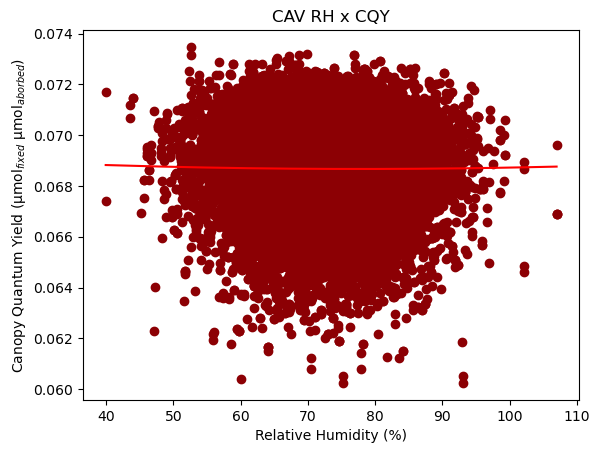 CAV RH x CQY
Canopy Quantum Yield (µmol_fixed µmol_aborbed)
0.074
0.072
0.070
0.068
0.066
0.064
0.062
0.060
40 50 60 70 80 90 100 110
Relative Humidity (%)